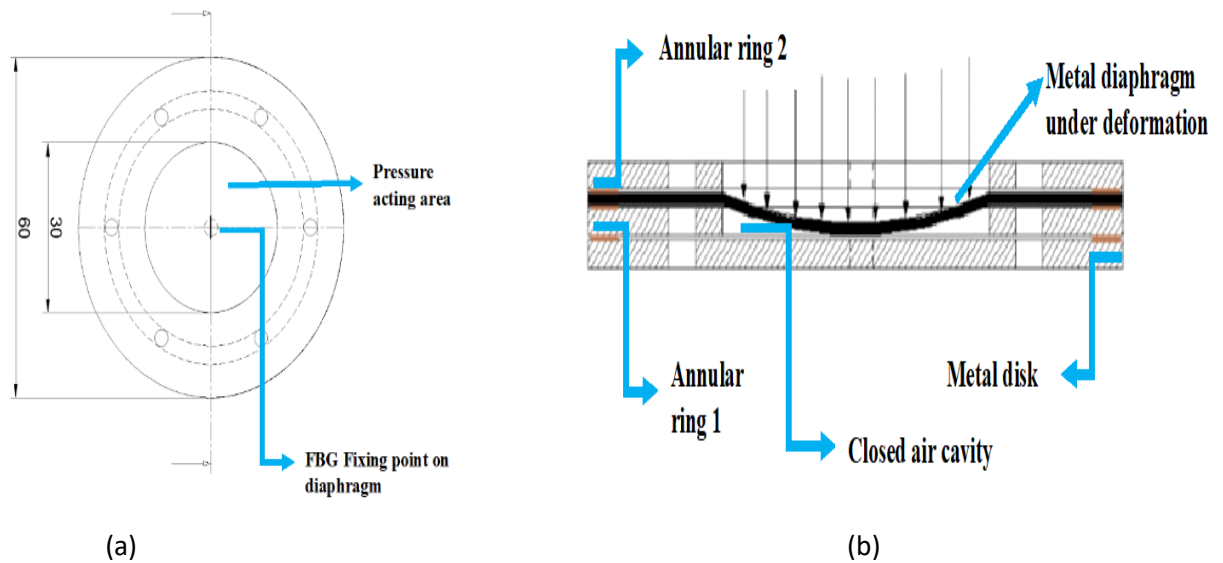 60
30
Pressure
acting area
FBG Fixing point on
diaphragm
(a)
Annular ring 2
Metal diaphragm
under deformation
Annular
ring 1
Metal disk
Closed air cavity
(b)